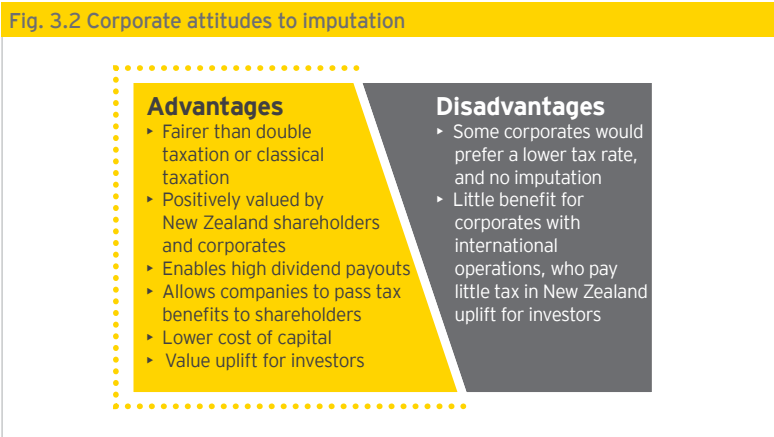 Fig. 3.2 Corporate attitudes to imputation
Advantages
‣ Fairer than double
taxation or classical
taxation
‣ Positively valued by
New Zealand shareholders
and corporates
‣ Enables high dividend payouts
‣ Allows companies to pass tax
benefits to shareholders
‣ Lower cost of capital
‣ Value uplift for investors
Disadvantages
‣ Some corporates would
prefer a lower tax rate,
and no imputation
‣ Little benefit for
corporates with
international
operations, who pay
little tax in New Zealand
uplift for investors